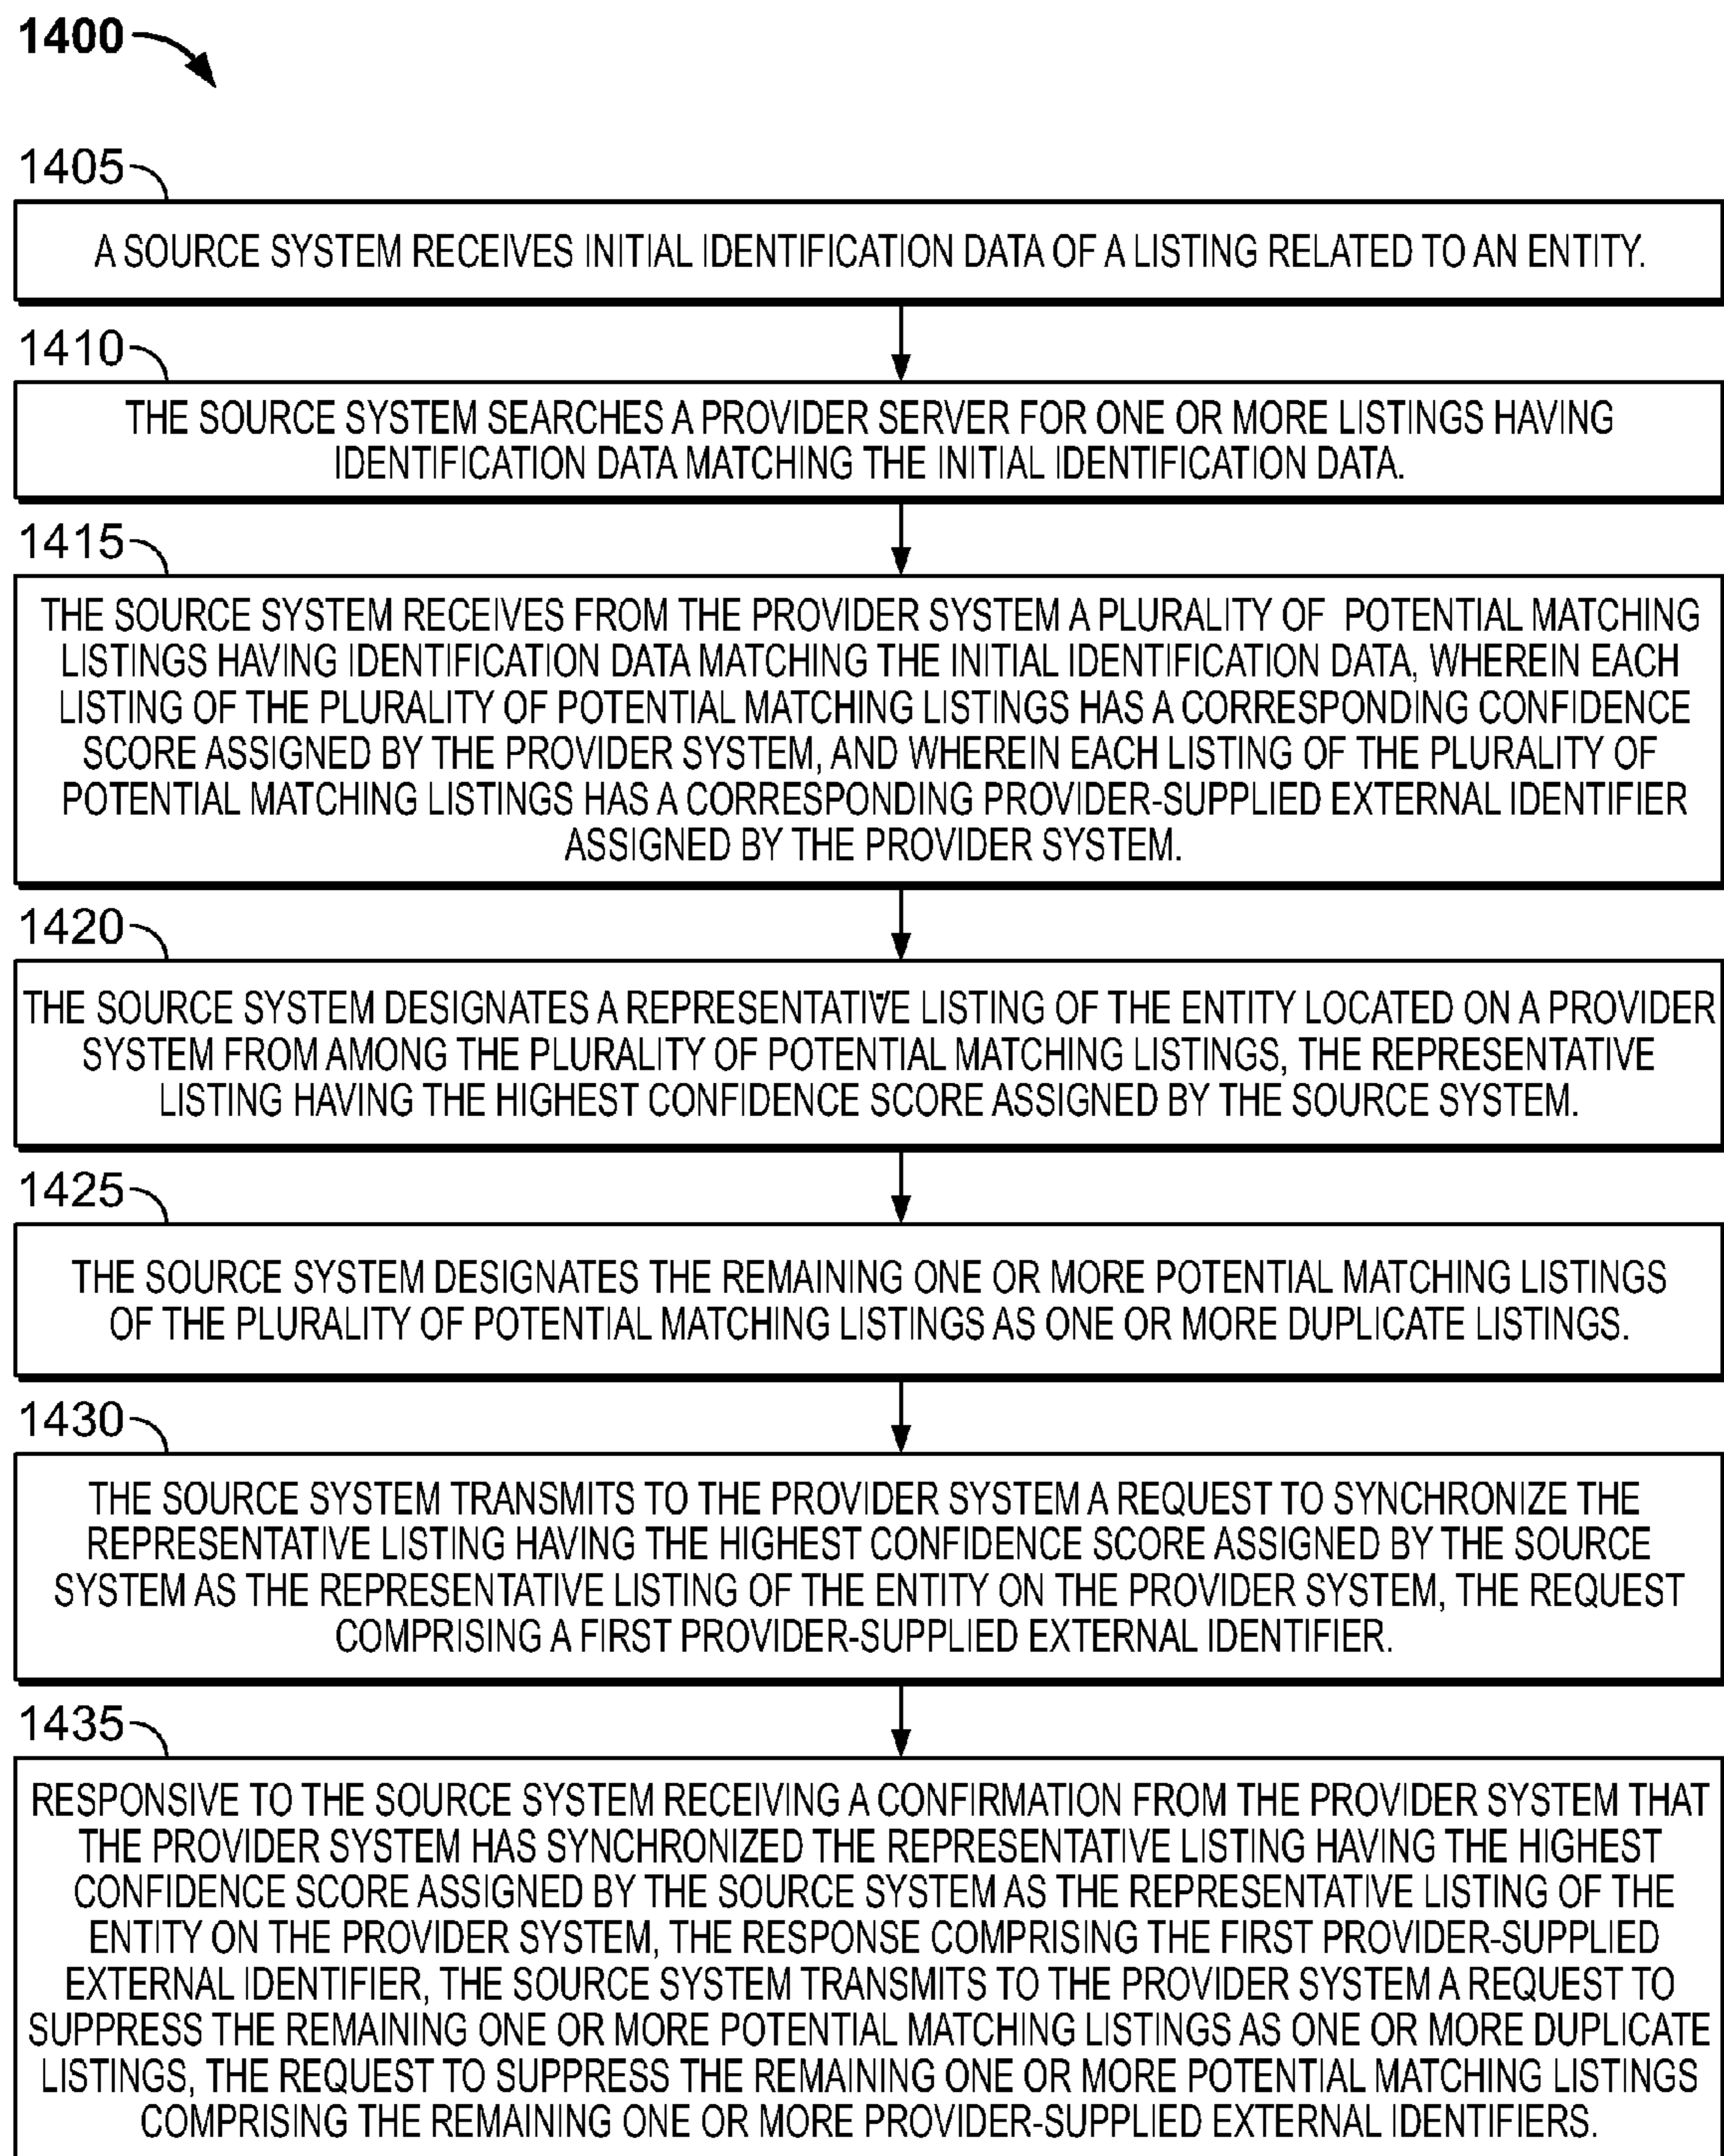 1400
1405
A SOURCE SYSTEM RECEIVES INITIAL IDENTIFICATION DATA OF A LISTING RELATED TO AN ENTITY.
1410
THE SOURCE SYSTEM SEARCHES A PROVIDER SERVER FOR ONE OR MORE LISTINGS HAVING
IDENTIFICATION DATA MATCHING THE INITIAL IDENTIFICATION DATA.
1415
THE SOURCE SYSTEM RECEIVES FROM THE PROVIDER SYSTEM A PLURALITY OF POTENTIAL MATCHING
LISTINGS HAVING IDENTIFICATION DATA MATCHING THE INITIAL IDENTIFICATION DATA, WHEREIN EACH
LISTING OF THE PLURALITY OF POTENTIAL MATCHING LISTINGS HAS A CORRESPONDING CONFIDENCE
SCORE ASSIGNED BY THE PROVIDER SYSTEM, AND WHEREIN EACH LISTING OF THE PLURALITY OF
POTENTIAL MATCHING LISTINGS HAS A CORRESPONDING PROVIDER-SUPPLIED EXTERNAL IDENTIFIER
ASSIGNED BY THE PROVIDER SYSTEM.
1420
THE SOURCE SYSTEM DESIGNATES A REPRESENTATIVE LISTING OF THE ENTITY LOCATED ON A PROVIDER
SYSTEM FROM AMONG THE PLURALITY OF POTENTIAL MATCHING LISTINGS, THE REPRESENTATIVE
LISTING HAVING THE HIGHEST CONFIDENCE SCORE ASSIGNED BY THE SOURCE SYSTEM.
1425
THE SOURCE SYSTEM DESIGNATES THE REMAINING ONE OR MORE POTENTIAL MATCHING LISTINGS
OF THE PLURALITY OF POTENTIAL MATCHING LISTINGS AS ONE OR MORE DUPLICATE LISTINGS.
1430
THE SOURCE SYSTEM TRANSMITS TO THE PROVIDER SYSTEM A REQUEST TO SYNCHRONIZE THE
REPRESENTATIVE LISTING HAVING THE HIGHEST CONFIDENCE SCORE ASSIGNED BY THE SOURCE
SYSTEM AS THE REPRESENTATIVE LISTING OF THE ENTITY ON THE PROVIDER SYSTEM, THE REQUEST
COMPRISING A FIRST PROVIDER-SUPPLIED EXTERNAL IDENTIFIER.
1435
RESPONSIVE TO THE SOURCE SYSTEM RECEIVING A CONFIRMATION FROM THE PROVIDER SYSTEM THAT
THE PROVIDER SYSTEM HAS SYNCHRONIZED THE REPRESENTATIVE LISTING HAVING THE HIGHEST
CONFIDENCE SCORE ASSIGNED BY THE SOURCE SYSTEM AS THE REPRESENTATIVE LISTING OF THE
ENTITY ON THE PROVIDER SYSTEM, THE RESPONSE COMPRISING THE FIRST PROVIDER-SUPPLIED
EXTERNAL IDENTIFIER, THE SOURCE SYSTEM TRANSMITS TO THE PROVIDER SYSTEM A REQUEST TO
SUPPRESS THE REMAINING ONE OR MORE POTENTIAL MATCHING LISTINGS AS ONE OR MORE DUPLICATE
LISTINGS, THE REQUEST TO SUPPRESS THE REMAINING ONE OR MORE POTENTIAL MATCHING LISTINGS
COMPRISING THE REMAINING ONE OR MORE PROVIDER-SUPPLIED EXTERNAL IDENTIFIERS.